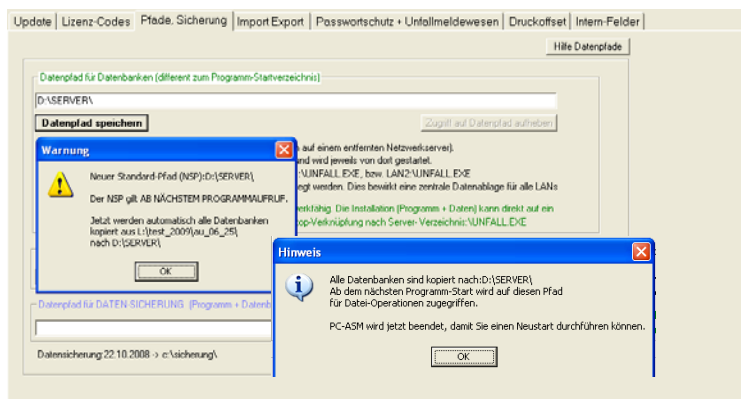 Update
Lizenz-Codes
Pfade, Sicherung
Import Export
Passwortschutz + Unfallmeldewesen
Druckoffset
Intern-Felder
Hilfe Datenpfade
Datenpfad für Datenbanken (different zum Programm-Startverzeichnis)
D:\SERVER\
Datenpfad speichern
Zugriff auf Datenpfad aufheben
auf einem entfernten Netzwerkserver).
und wird jeweils von dort gestartet.
:\UNFALL.EXE, bzw. LAN2:\UNFALL.EXE
egt werden. Dies bewirkt eine zentrale Datenablage für alle LANs
verkfähig. Die Installation (Programm + Daten) kann direkt auf ein
op-Verknüpfung nach Server- Verzeichnis:\UNFALL.EXE
Warnung
Neuer Standard-Pfad (NSP):D:\SERVER\
Der NSP gilt AB NÄCHSTEM PROGRAMMAUFRUF.
Jetzt werden automatisch alle Datenbanken
kopiert aus L:\test_2009\au_06_25\
nach D:\SERVER\
OK
Hinweis
Alle Datenbanken sind kopiert nach:D:\SERVER\
Ab dem nächsten Programm-Start wird auf diesen Pfad
für Datei-Operationen zugegriffen.
PC-ASM wird jetzt beendet, damit Sie einen Neustart durchführen können.
OK
Datenpfad für DATEN-SICHERUNG (Programm + Datenb
Datensicherung:22.10.2008 -> c:\sicherung\